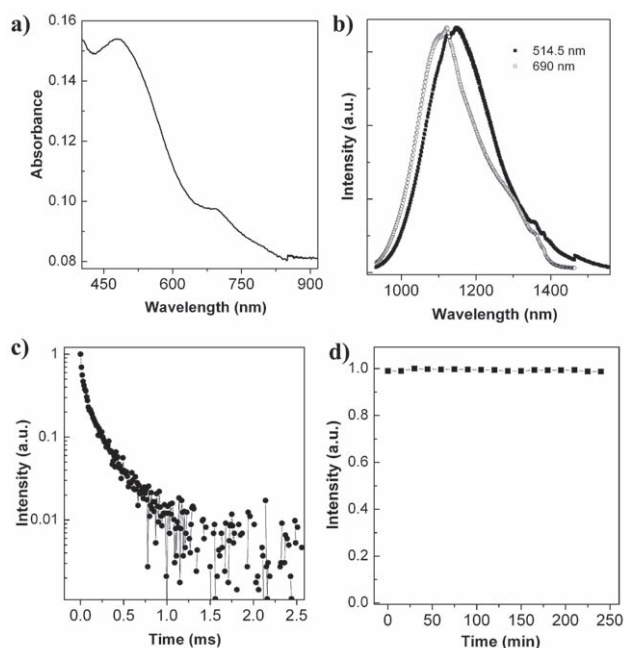 a)
0.16
0.14
0.12
0.10
0.08
Absorbance
450 600 750 900
Wavelength (nm)
b)
514.5 nm
690 nm
Intensity (a.u.)
1000 1200 1400
Wavelength (nm)
c)
1
0.1
0.01
Intensity (a.u.)
0.0 0.5 1.0 1.5 2.0 2.5
Time (ms)
d)
1.0
0.8
0.6
0.4
0.2
0.0
Intensity (a.u.)
0 50 100 150 200 250
Time (min)